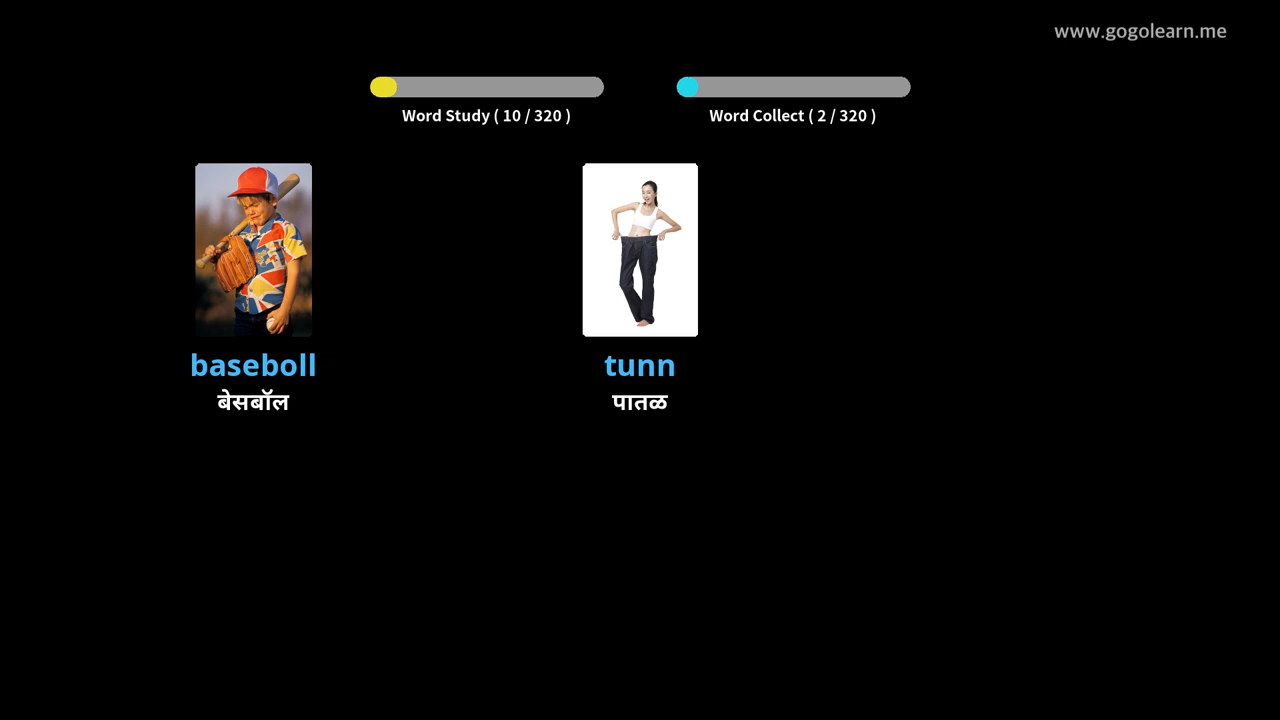 www.gogolearn.me
Word Study ( 10 / 320 )
Word Collect ( 2 / 320 )
baseboll
बेसबॉल
tunn
पातळ